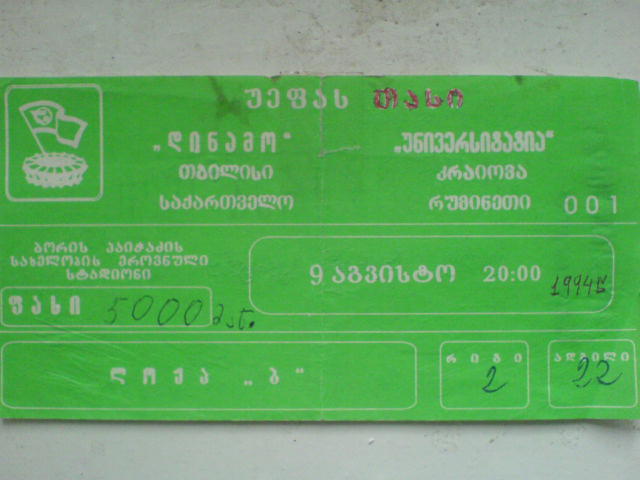 უეფას თასი
„დინამო“ „უნივერსიტატია“
თბილისი კრაიოვა
საქართველო რუმინეთი 001
ბორის პაიჭაძის
სახელობის ეროვნული
სტადიონი
9 აგვისტო 20:00 1994წ
ფასი 5000
ლოჟა „ბ“
რიგი 2
ადგილი 22